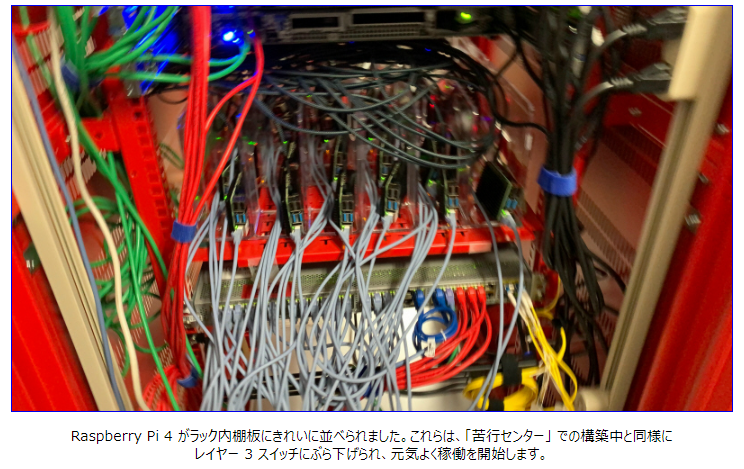 Raspberry Pi 4 がラック内棚板にきれいに並べられました。これらは、「苦行センター」 での構築中と同様に
レイヤー 3 スイッチにぶら下げられ、元気よく稼働を開始します。